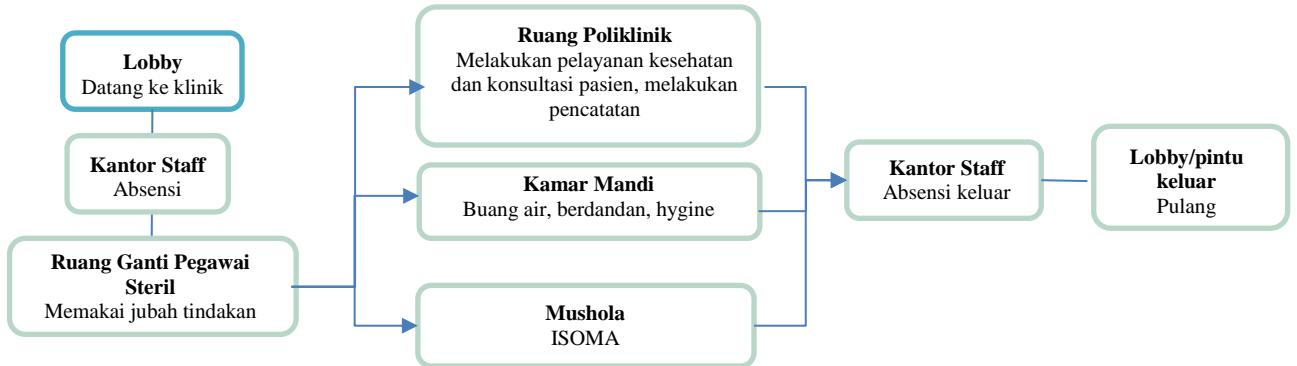 Lobby
Datang ke klinik
Kantor Staff
Absensi
Ruang Ganti Pegawai
Steril
Memakai jubah tindakan
Ruang Poliklinik
Melakukan pelayanan kesehatan
dan konsultasi pasien, melakukan
pencatatan
Kamar Mandi
Buang air, berdandan, hygine
Mushola
ISOMA
Kantor Staff
Absensi keluar
Lobby/pintu
keluar
Pulang